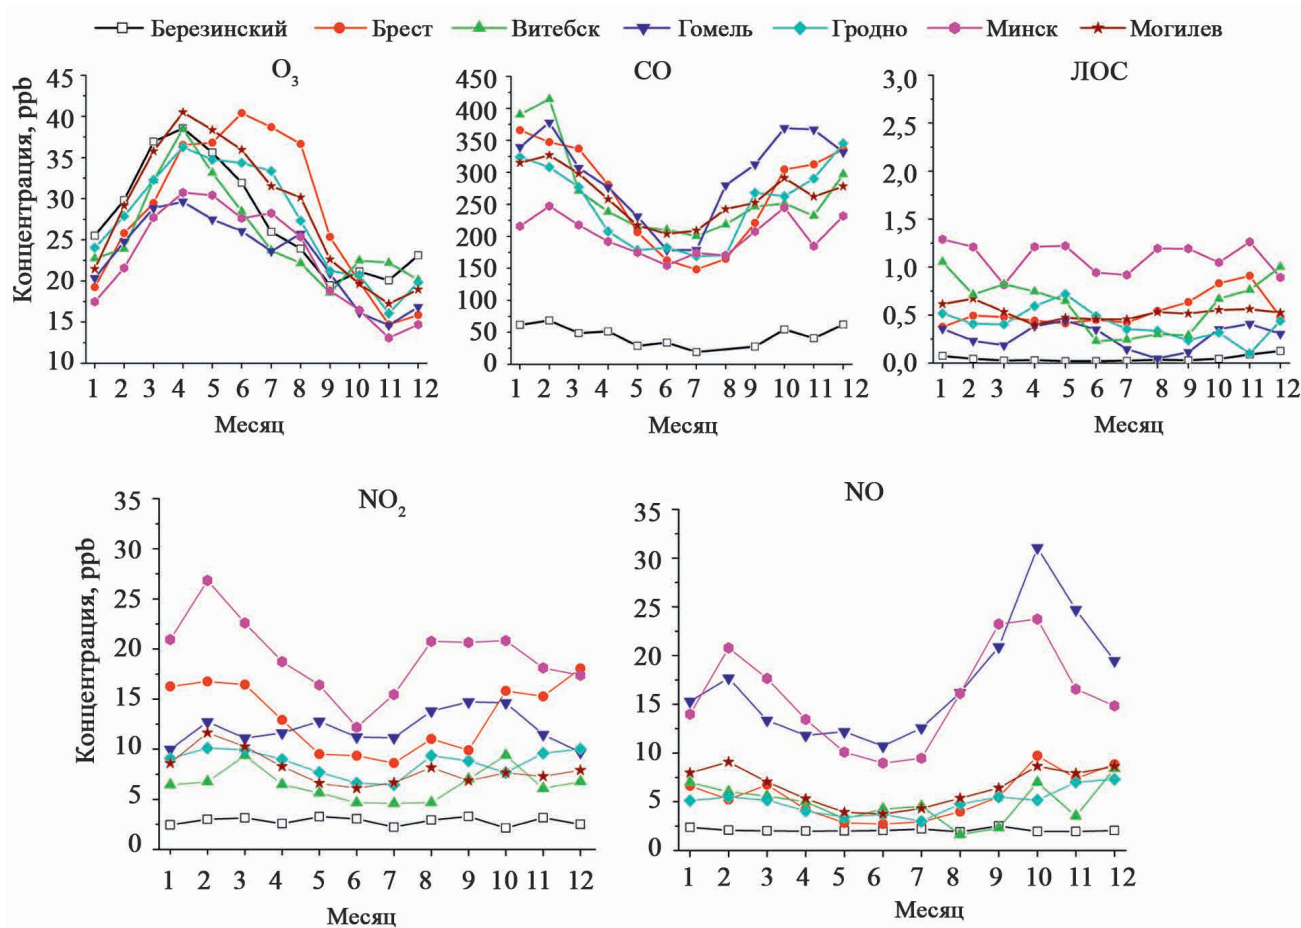 Березинский Брест Витебск Гомель Гродно Минск Могилев
O3 CO ЛОС
Концентрация, ppb
45
40
35
30
25
20
15
10
1 2 3 4 5 6 7 8 9 10 11 12
Месяц
450
400
350
300
250
200
150
100
50
0
1 2 3 4 5 6 7 8 9 10 11 12
Месяц
3,0
2,5
2,0
1,5
1,0
0,5
0,0
1 2 3 4 5 6 7 8 9 10 11 12
Месяц
NO2
Концентрация, ppb
35
30
25
20
15
10
5
0
1 2 3 4 5 6 7 8 9 10 11 12
Месяц
NO
35
30
25
20
15
10
5
0
1 2 3 4 5 6 7 8 9 10 11 12
Месяц